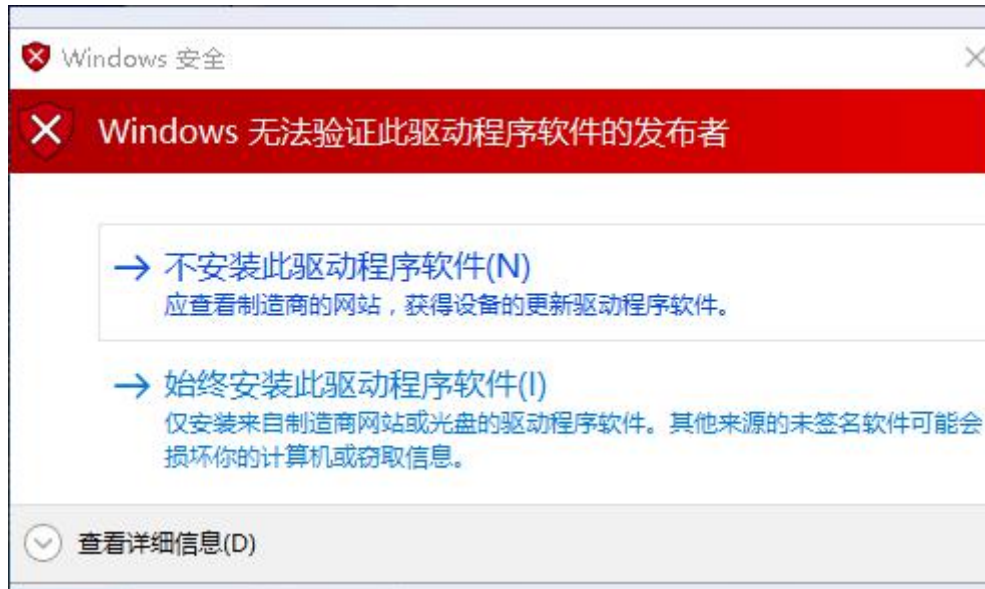 Windows 安全
Windows 无法验证此驱动程序软件的发布者
→ 不安装此驱动程序软件(N)
应查看制造商的网站，获得设备的更新驱动程序软件。
→ 始终安装此驱动程序软件(I)
仅安装来自制造商网站或光盘的驱动程序软件。其他来源的未签名软件可能会
损坏你的计算机或窃取信息。
查看详细信息(D)